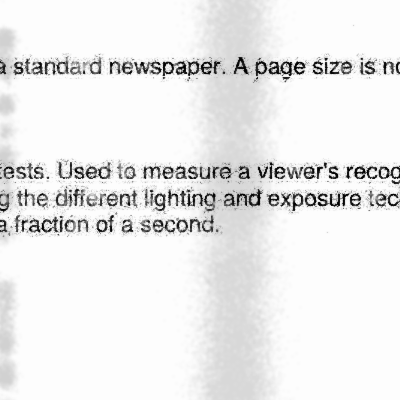 a standard newspaper. A page size is no
tests. Used to measure a viewer's recog
g the different lighting and exposure tec
a fraction of a second.